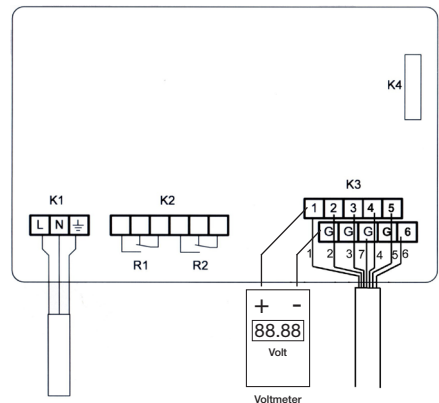 K4
K1
K2
K3
L N
1 2 3 4 5
G G G G 6
R1 R2
1 2 3 7 4 5 6
+ -
88.88
Volt
Voltmeter